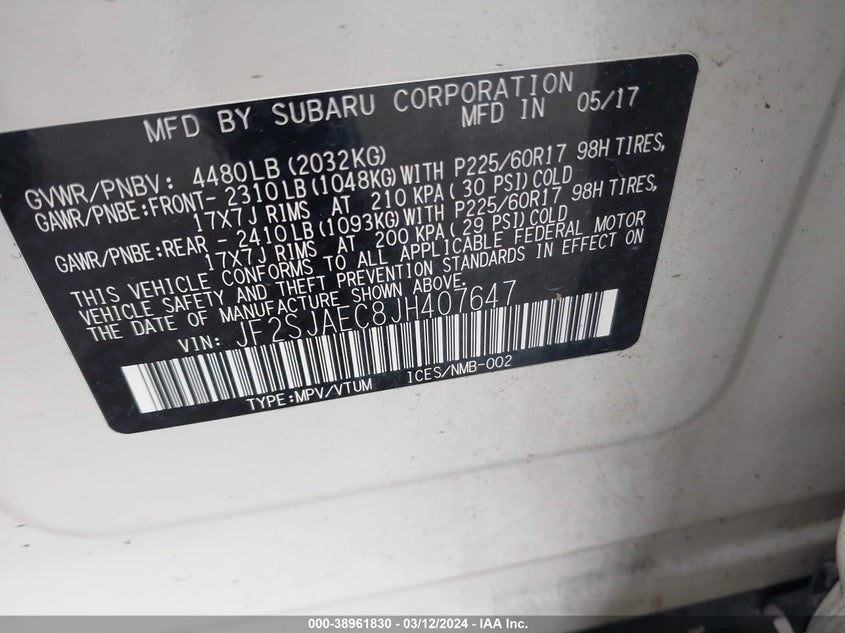 MFD BY SUBARU CORPORATION
MFD IN 05/17
GVWR/PNBV: 4480LB(2032KG)
GAWR/PNBE:FRONT- 2310LB(1048KG)WITH P225/60R17 98H TIRES,
17X7J RIMS AT 210 KPA(30 PSI)COLD
GAWR/PNBE:REAR - 2410LB(1093KG)WITH P225/60R17 98H TIRES,
17X7J RIMS AT 200 KPA(29 PSI)COLD
THIS VEHICLE CONFORMS TO ALL APPLICABLE FEDERAL MOTOR
VEHICLE SAFETY AND THEFT PREVENTION STANDARDS IN EFFECT ON
THE DATE OF MANUFACTURE SHOWN ABOVE.
VIN: JF2SJAEC8JH407647
TYPE:MPV/VTUM ICES/NMB-002
000-38961830 - 03/12/2024 - IAA Inc.